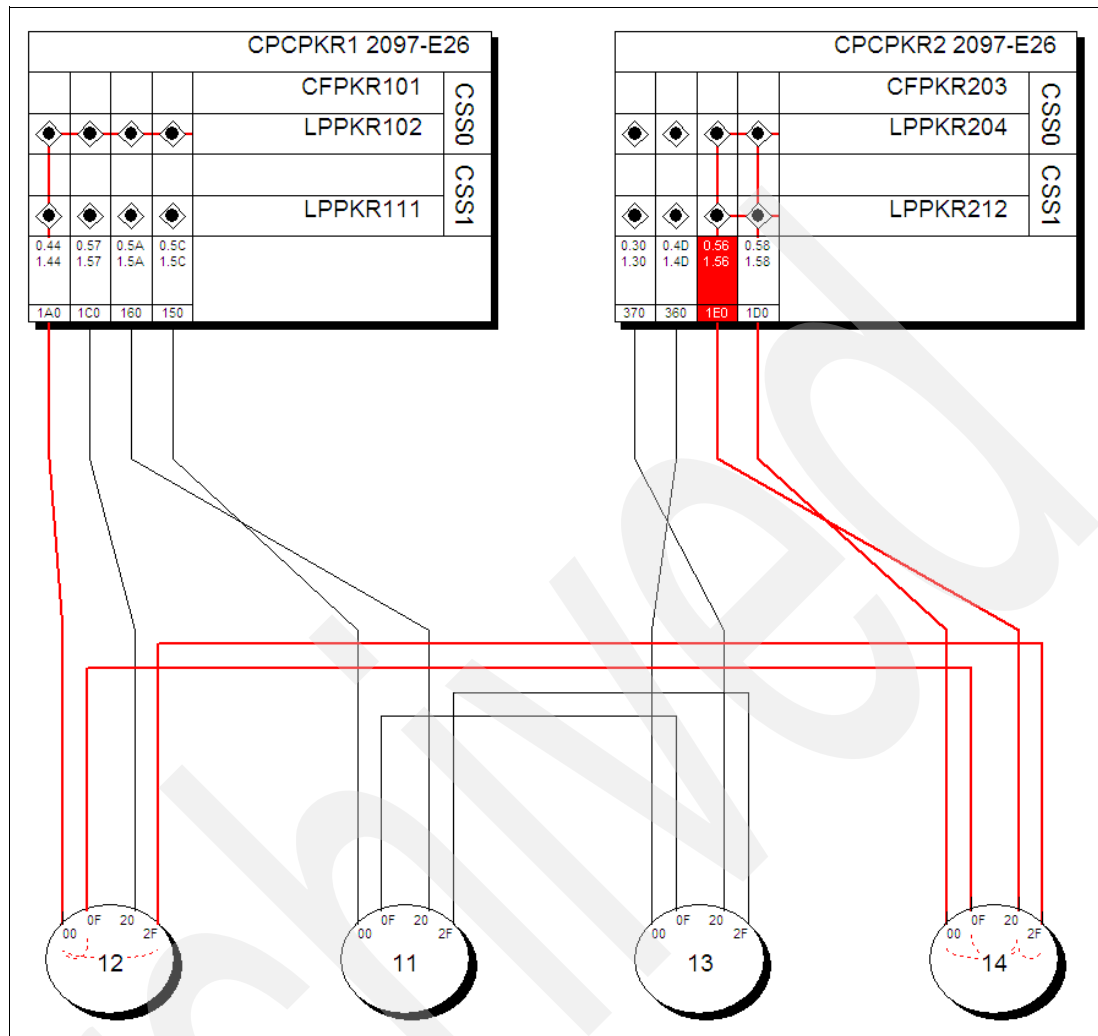 CPCPKR1 2097-E26
CFPKR101
LPPKR102
CSS0
LPPKR111
CSS1
0.44 0.57 0.5A 0.5C
1.44 1.57 1.5A 1.5C
1A0 1C0 160 150
CPCPKR2 2097-E26
CFPKR203
LPPKR204
CSS0
LPPKR212
CSS1
0.30 0.4D 0.56 0.58
1.30 1.4D 1.56 1.58
370 360 1E0 1D0
00 0F 20 2F
12
00 0F 20 2F
11
00 0F 20 2F
13
00 0F 20 2F
14
Archived